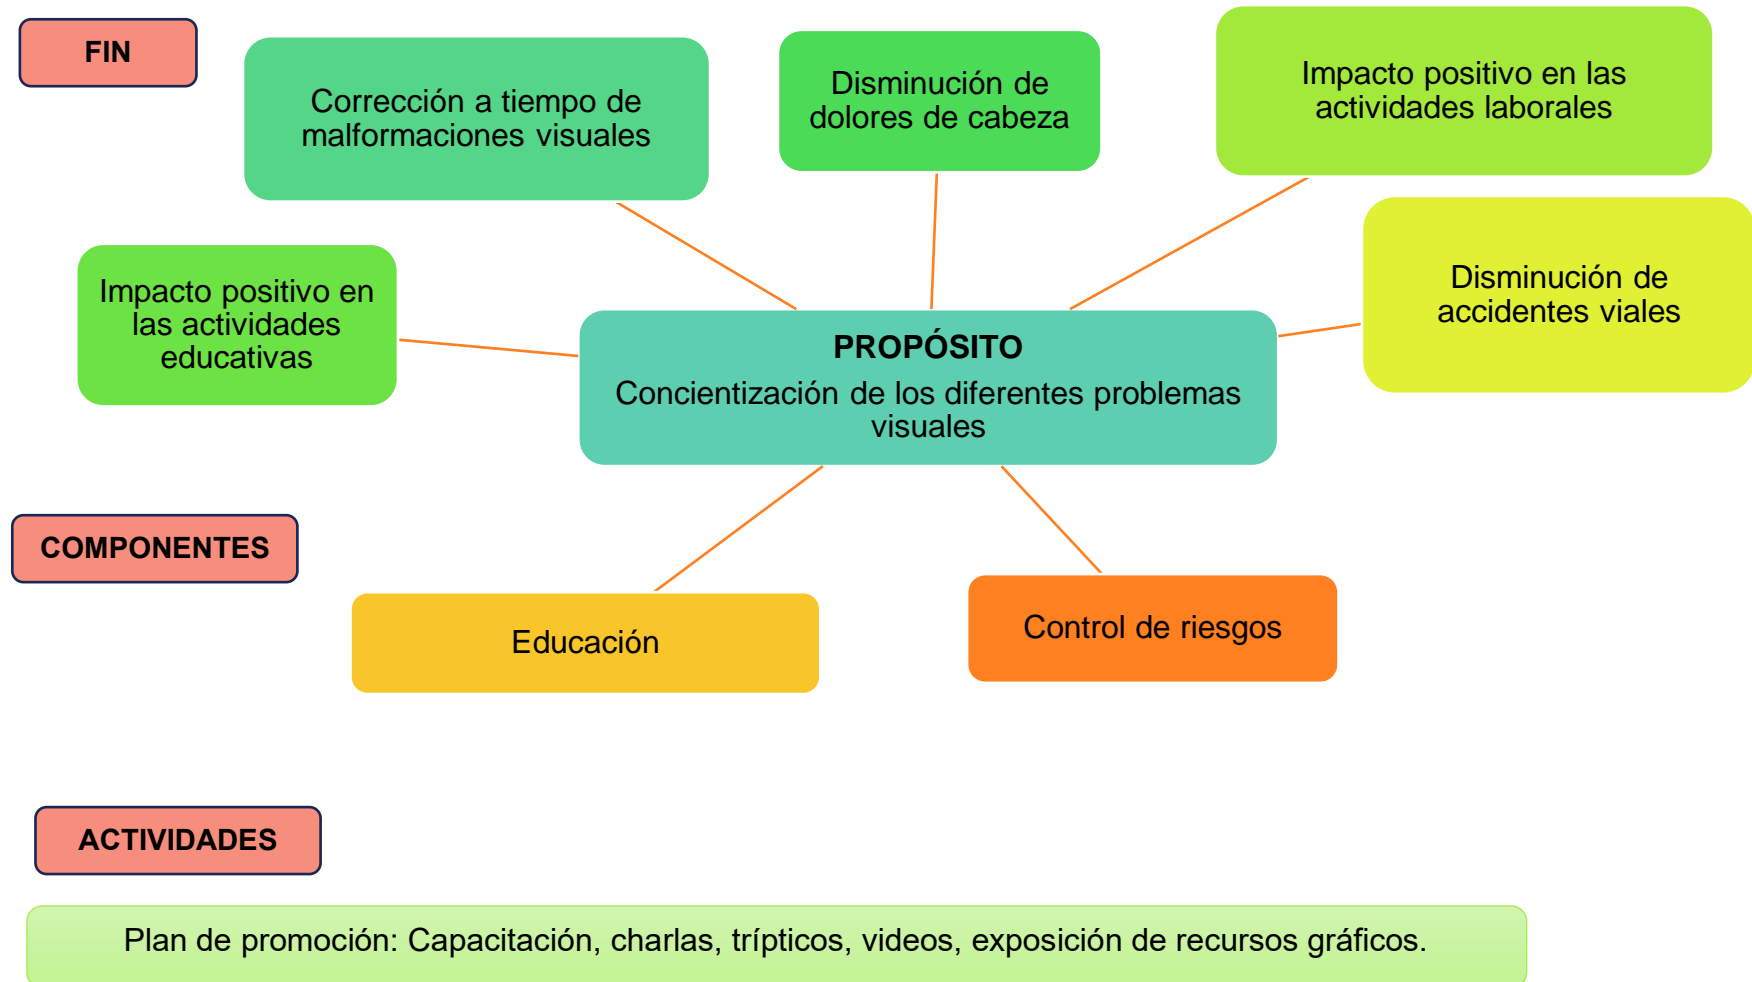 FIN
Corrección a tiempo de
malformaciones visuales
Disminución de
dolores de cabeza
Impacto positivo en las
actividades laborales
Impacto positivo en
las actividades
educativas
Disminución de
accidentes viales
PROPÓSITO
Concientización de los diferentes problemas
visuales
COMPONENTES
Educación
Control de riesgos
ACTIVIDADES
Plan de promoción: Capacitación, charlas, trípticos, videos, exposición de recursos gráficos.